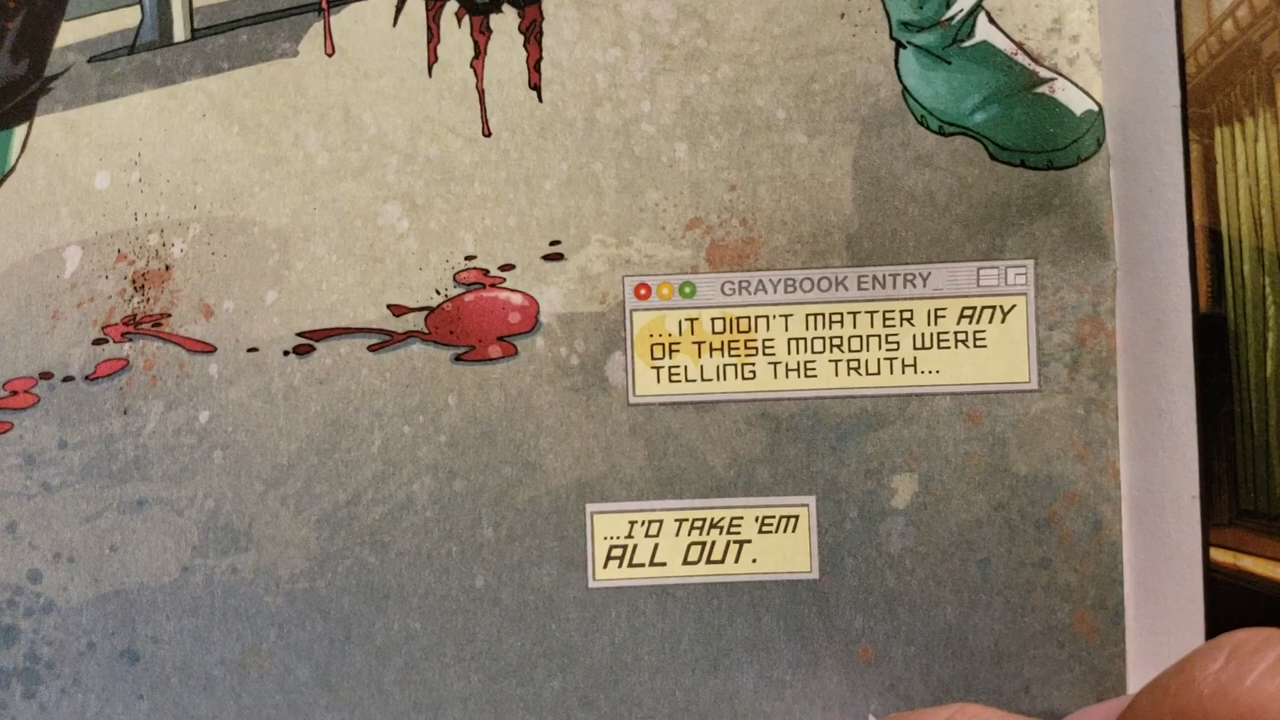 GRAYBOOK ENTRY_
...IT DIDN'T MATTER IF ANY
OF THESE MORONS WERE
TELLING THE TRUTH...
...I'D TAKE 'EM
ALL OUT.